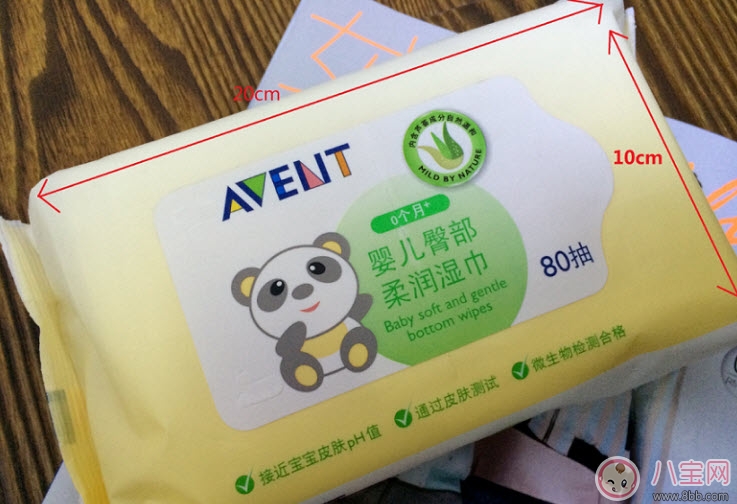 20cm
10cm
内含芦荟成分自然温和
MILD BY NATURE
AVENT
0个月+
婴儿臀部
柔润湿巾
Baby soft and gentle
bottom wipes
80抽
接近宝宝皮肤pH值
通过皮肤测试
微生物检测合格
八宝网
www.8bb.com